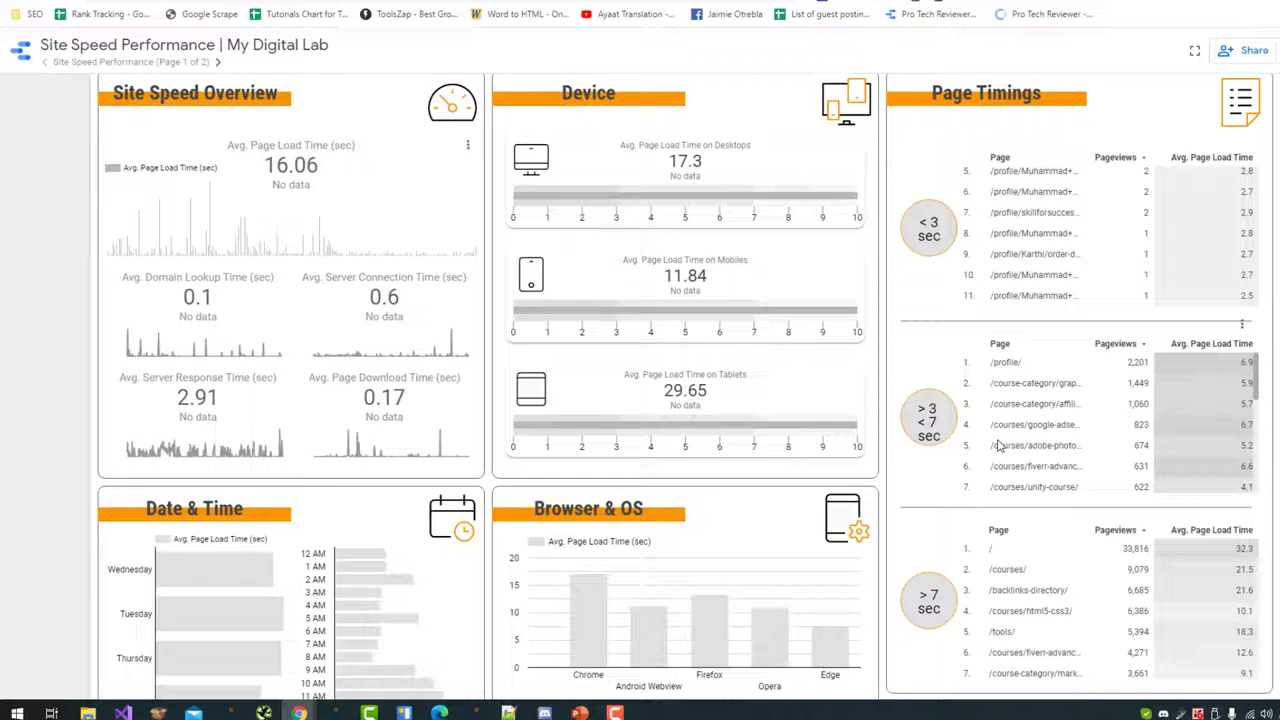 SEO Rank Tracking - Go... Google Scrape Tutorials Chart for T... ToolsZap - Best Gro... Word to HTML - On... Ayaat Translation -... Jaimie Otrebla List of guest postin... Pro Tech Reviewer... Pro Tech Reviewer -...
Site Speed Performance | My Digital Lab
Site Speed Performance (Page 1 of 2)
Share
Site Speed Overview
Avg. Page Load Time (sec)
16.06
No data
Avg. Page Load Time (sec)
Avg. Domain Lookup Time (sec)
0.1
No data
Avg. Server Connection Time (sec)
0.6
No data
Avg. Server Response Time (sec)
2.91
No data
Avg. Page Download Time (sec)
0.17
No data
Device
Avg. Page Load Time on Desktops
17.3
No data
0 1 2 3 4 5 6 7 8 9 10
Avg. Page Load Time on Mobiles
11.84
No data
0 1 2 3 4 5 6 7 8 9 10
Avg. Page Load Time on Tablets
29.65
No data
0 1 2 3 4 5 6 7 8 9 10
Page Timings
< 3
sec
Page Pageviews Avg. Page Load Time
5. /profile/Muhammad+... 2 2.8
6. /profile/Muhammad+... 2 2.7
7. /profile/skillforsucces... 2 2.9
8. /profile/Muhammad+... 1 2.8
9. /profile/Karthi/order-d... 1 2.7
10. /profile/Muhammad+... 1 2.7
11. /profile/Muhammad+... 1 2.5
> 3
< 7
sec
Page Pageviews Avg. Page Load Time
1. /profile/ 2,201 6.9
2. /course-category/grap... 1,449 5.9
3. /course-category/affili... 1,060 5.7
4. /courses/google-adse... 823 6.7
5. /courses/adobe-photo... 674 5.2
6. /courses/fiverr-advanc... 631 6.6
7. /courses/unity-course/ 622 4.1
> 7
sec
Page Pageviews Avg. Page Load Time
1. / 33,816 32.3
2. /courses/ 9,079 21.5
3. /backlinks-directory/ 6,685 21.6
4. /courses/html5-css3/ 6,386 10.1
5. /tools/ 5,394 18.3
6. /courses/fiverr-advanc... 4,271 12.6
7. /course-category/mark... 3,661 9.1
Date & Time
Avg. Page Load Time (sec)
Wednesday
Tuesday
Thursday
12 AM
1 AM
2 AM
3 AM
4 AM
5 AM
6 AM
7 AM
8 AM
9 AM
10 AM
11 AM
Browser & OS
Avg. Page Load Time (sec)
20
15
10
5
0
Chrome
Android Webview
Firefox
Opera
Edge